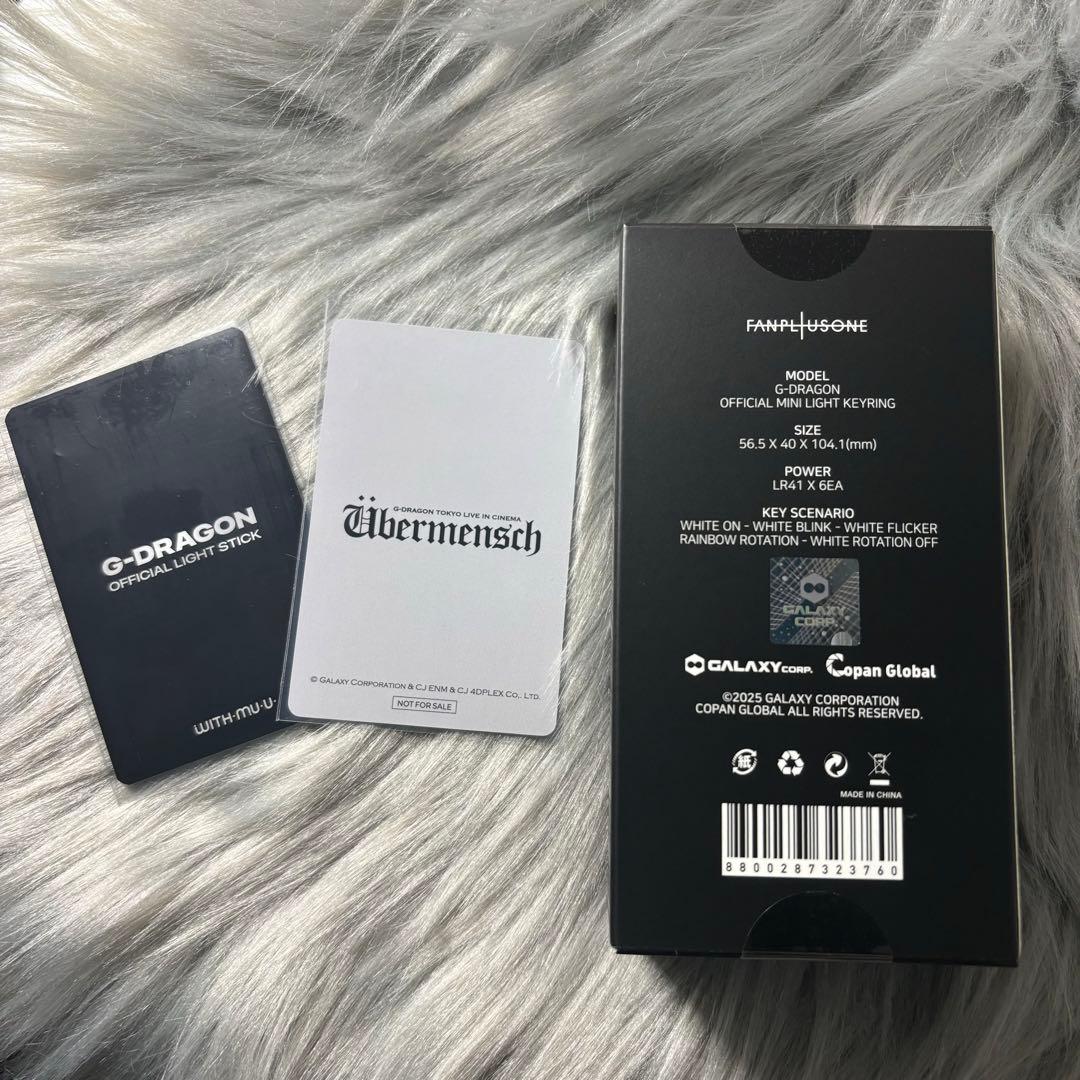 G-DRAGON
OFFICIAL LIGHT STICK
WITH·MU·U·
G-DRAGON TOKYO LIVE IN CINEMA
Übermensch
© GALAXY CORPORATION & CJ ENM & CJ 4DPLEX CO,. LTD.
NOT FOR SALE
FANPLUSONE
MODEL
G-DRAGON
OFFICIAL MINI LIGHT KEYRING
SIZE
56.5 X 40 X 104.1(mm)
POWER
LR41 X 6EA
KEY SCENARIO
WHITE ON - WHITE BLINK - WHITE FLICKER
RAINBOW ROTATION - WHITE ROTATION OFF
GALAXY
CORP.
GALAXY CORP. Copan Global
©2025 GALAXY CORPORATION
COPAN GLOBAL ALL RIGHTS RESERVED.
紙
MADE IN CHINA
8800287323760